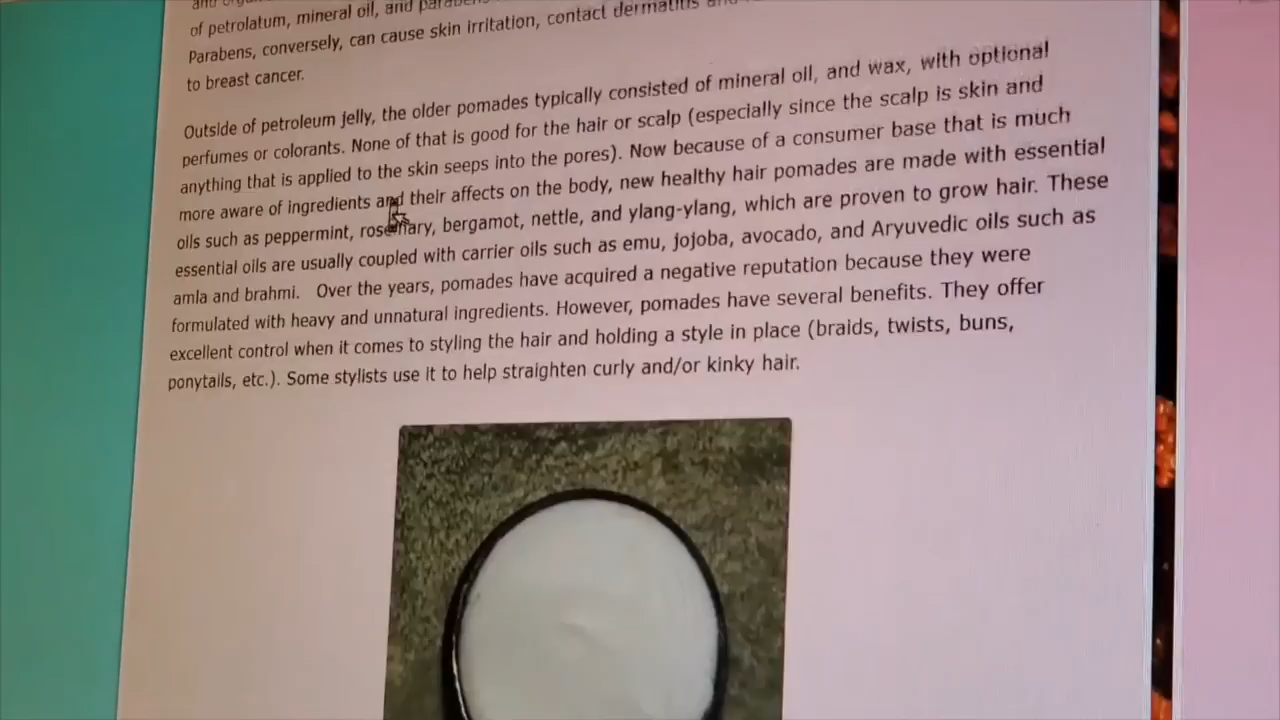 of petrolatum, mineral oil, and
Parabens, conversely, can cause skin irritation, contact dermatitis
to breast cancer.
Outside of petroleum jelly, the older pomades typically consisted of mineral oil, and wax, with optional
perfumes or colorants. None of that is good for the hair or scalp (especially since the scalp is skin and
anything that is applied to the skin seeps into the pores). Now because of a consumer base that is much
more aware of ingredients and their affects on the body, new healthy hair pomades are made with essential
oils such as peppermint, rosemary, bergamot, nettle, and ylang-ylang, which are proven to grow hair. These
essential oils are usually coupled with carrier oils such as emu, jojoba, avocado, and Aryuvedic oils such as
amla and brahmi. Over the years, pomades have acquired a negative reputation because they were
formulated with heavy and unnatural ingredients. However, pomades have several benefits. They offer
excellent control when it comes to styling the hair and holding a style in place (braids, twists, buns,
ponytails, etc.). Some stylists use it to help straighten curly and/or kinky hair.